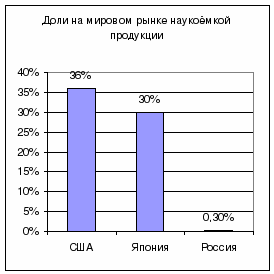 Доли на мировом рынке наукоёмкой
продукции
40%
35%
30%
25%
20%
15%
10%
5%
0%
36%
30%
0,30%
США
Япония
Россия